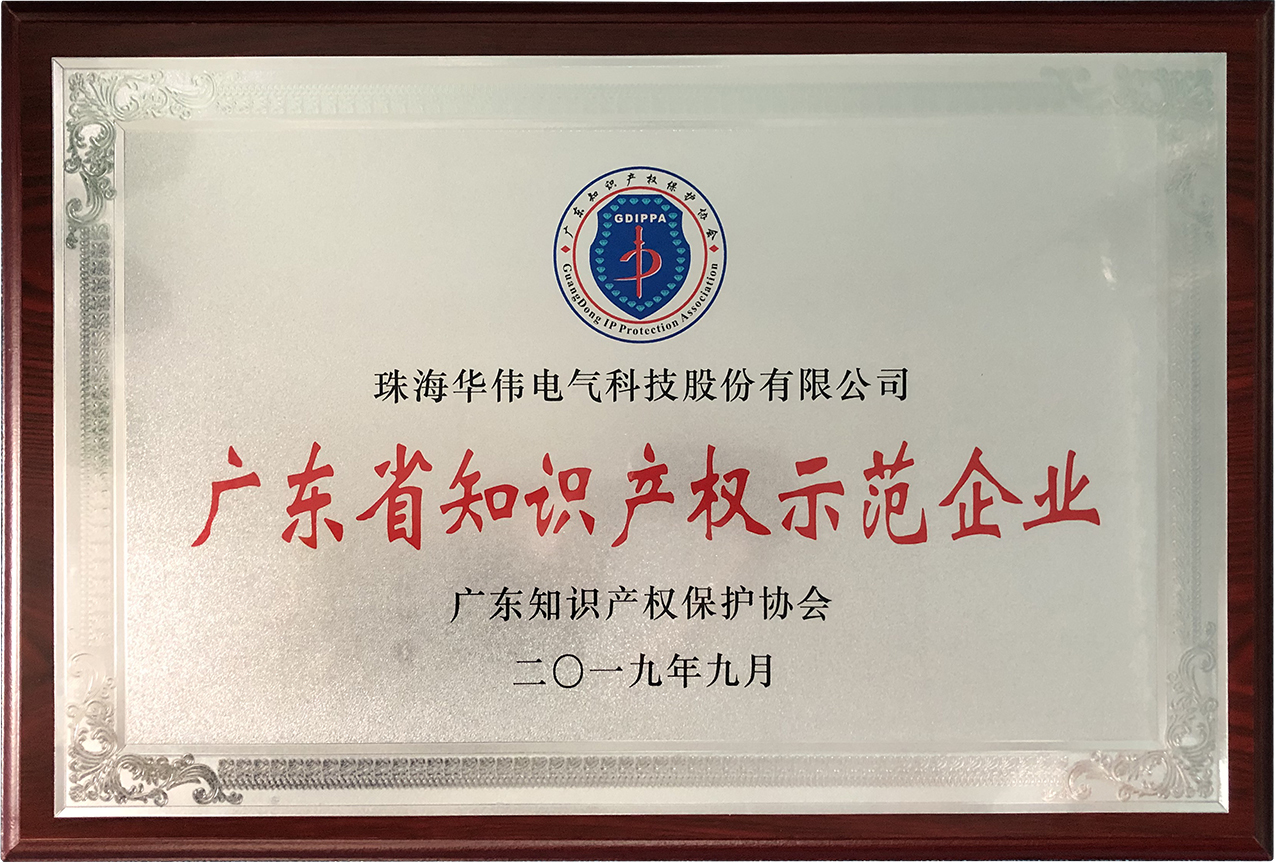 广东知识产权保护协会
GDIPPA
GuangDong IP Protection Association
珠海华伟电气科技股份有限公司
广东省知识产权示范企业
广东知识产权保护协会
二〇一九年九月